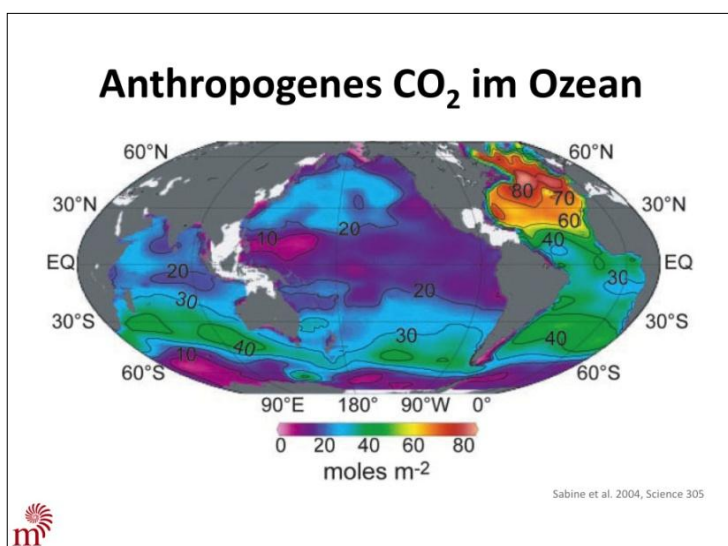 Anthropogenes CO₂ im Ozean
60°N
60°N
30°N
80
70
30°N
60
10
20
40
EQ
20
30
EQ
20
30
30°S
30
40
30°S
40
10
60°S
60°S
90°E 180° 90°W 0°
0 20 40 60 80
moles m-2
Sabine et al. 2004, Science 305
m